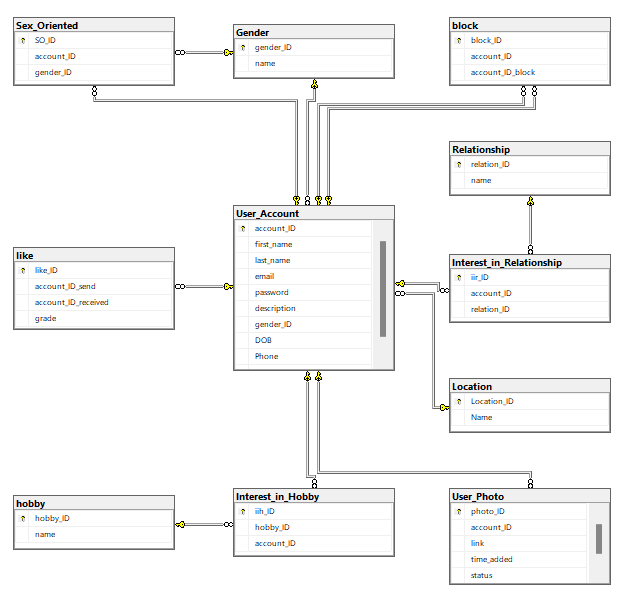 Sex_Oriented
SO_ID
account_ID
gender_ID
Gender
gender_ID
name
block
block_ID
account_ID
account_ID_block
Relationship
relation_ID
name
User_Account
account_ID
first_name
last_name
email
password
description
gender_ID
DOB
Phone
like
like_ID
account_ID_send
account_ID_received
grade
Interest_in_Relationship
iir_ID
account_ID
relation_ID
Location
Location_ID
Name
hobby
hobby_ID
name
Interest_in_Hobby
iih_ID
hobby_ID
account_ID
User_Photo
photo_ID
account_ID
link
time_added
status